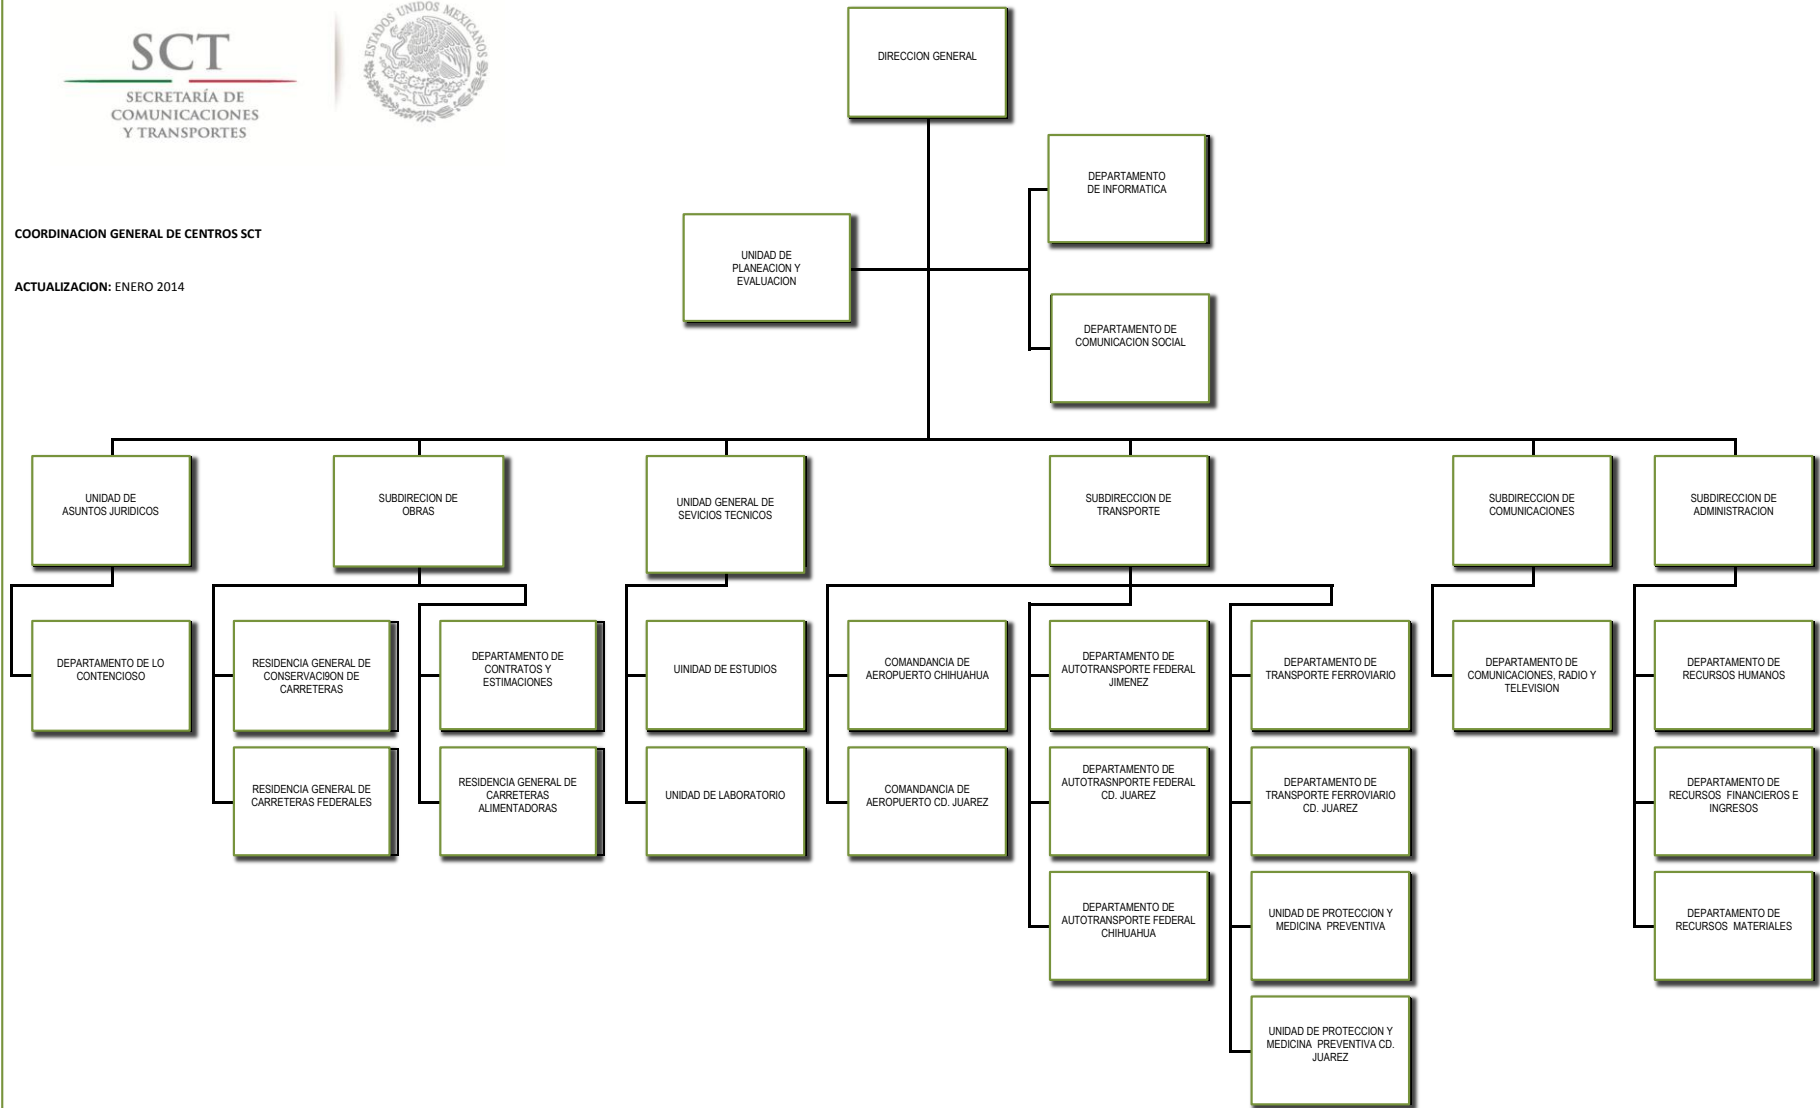 SCT
SECRETARÍA DE
COMUNICACIONES
Y TRANSPORTES
ESTADOS UNIDOS MEXICANOS
COORDINACION GENERAL DE CENTROS SCT
ACTUALIZACION: ENERO 2014
DIRECCION GENERAL
DEPARTAMENTO
DE INFORMATICA
UNIDAD DE
PLANEACION Y
EVALUACION
DEPARTAMENTO DE
COMUNICACION SOCIAL
UNIDAD DE
ASUNTOS JURIDICOS
SUBDIRECION DE
OBRAS
UNIDAD GENERAL DE
SEVICIOS TECNICOS
SUBDIRECCION DE
TRANSPORTE
SUBDIRECCION DE
COMUNICACIONES
SUBDIRECCION DE
ADMINISTRACION
DEPARTAMENTO DE LO
CONTENCIOSO
RESIDENCIA GENERAL DE
CONSERVACI9ON DE
CARRETERAS
DEPARTAMENTO DE
CONTRATOS Y
ESTIMACIONES
UINIDAD DE ESTUDIOS
COMANDANCIA DE
AEROPUERTO CHIHUAHUA
DEPARTAMENTO DE
AUTOTRANSPORTE FEDERAL
JIMENEZ
DEPARTAMENTO DE
TRANSPORTE FERROVIARIO
DEPARTAMENTO DE
COMUNICACIONES, RADIO Y
TELEVISION
DEPARTAMENTO DE
RECURSOS HUMANOS
RESIDENCIA GENERAL DE
CARRETERAS FEDERALES
RESIDENCIA GENERAL DE
CARRETERAS
ALIMENTADORAS
UNIDAD DE LABORATORIO
COMANDANCIA DE
AEROPUERTO CD. JUAREZ
DEPARTAMENTO DE
AUTOTRASNPORTE FEDERAL
CD. JUAREZ
DEPARTAMENTO DE
TRANSPORTE FERROVIARIO
CD. JUAREZ
DEPARTAMENTO DE
RECURSOS FINANCIEROS E
INGRESOS
DEPARTAMENTO DE
AUTOTRANSPORTE FEDERAL
CHIHUAHUA
UNIDAD DE PROTECCION Y
MEDICINA PREVENTIVA
DEPARTAMENTO DE
RECURSOS MATERIALES
UNIDAD DE PROTECCION Y
MEDICINA PREVENTIVA CD.
JUAREZ